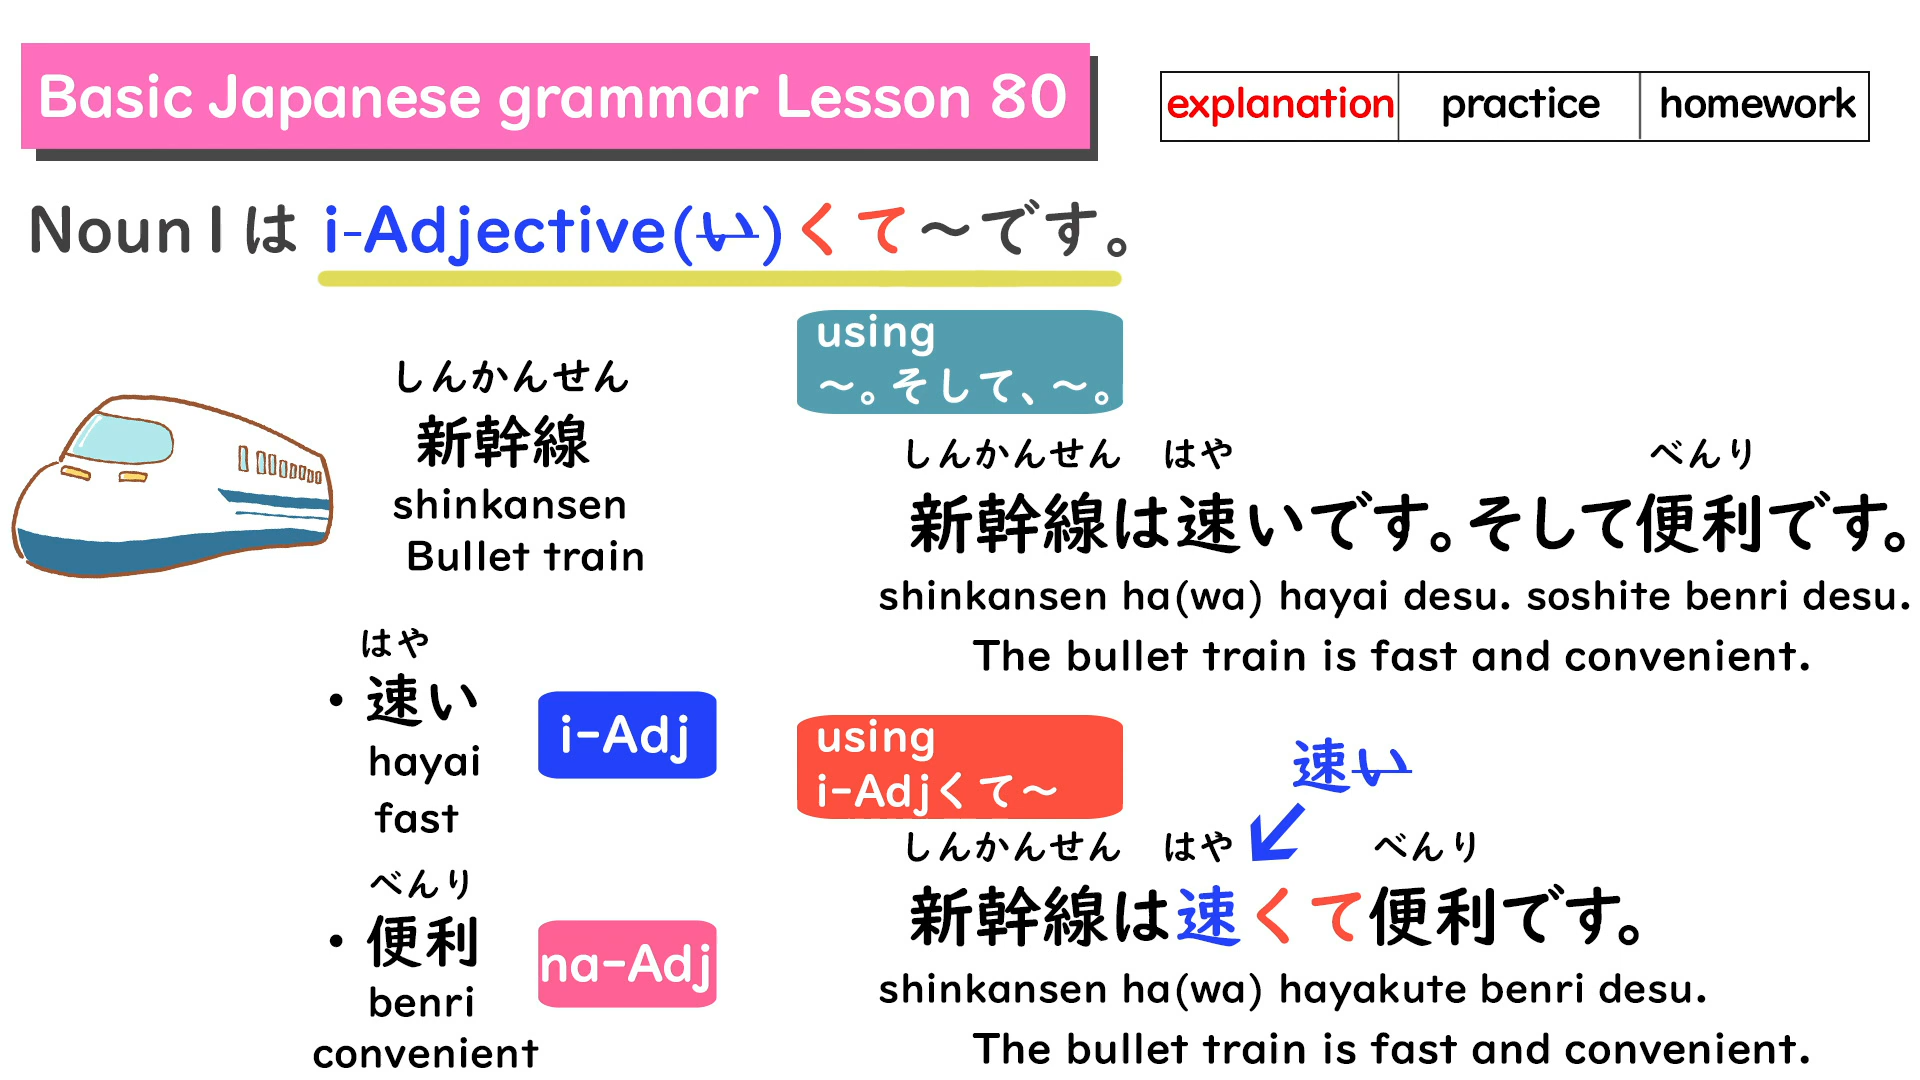 Basic Japanese grammar Lesson 80
explanation practice homework
Noun1は i-Adjective(い)くて～です。
しんかんせん
新幹線
shinkansen
Bullet train
はや
・速い
hayai
fast
i-Adj
べんり
・便利
benri
convenient
na-Adj
using
～。そして、～。
しんかんせん はや べんり
新幹線は速いです。そして便利です。
shinkansen ha(wa) hayai desu. soshite benri desu.
The bullet train is fast and convenient.
using
i-Adjくて～
速い
しんかんせん はや べんり
新幹線は速くて便利です。
shinkansen ha(wa) hayakute benri desu.
The bullet train is fast and convenient.